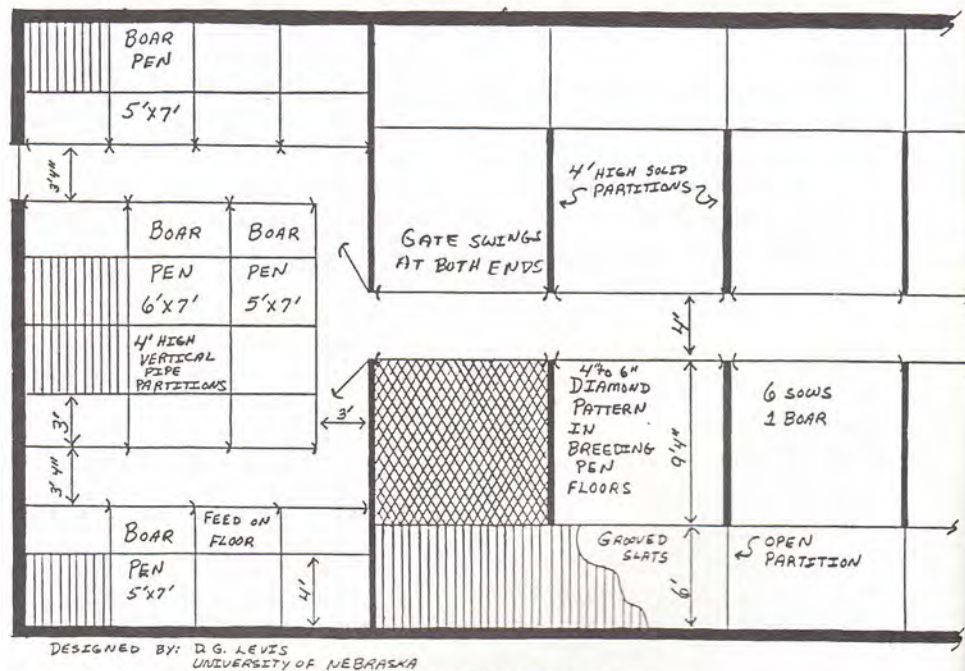 BOAR
PEN
5'X7'
3'4"
4' HIGH SOLID
PARTITIONS
GATE SWINGS
AT BOTH ENDS
BOAR BOAR
PEN PEN
6'X7' 5'X7'
4' HIGH
VERTICAL
PIPE
PARTITIONS
3'
3'
3'4"
4'
4" TO 6"
DIAMOND
PATTERN
IN
BREEDING
PEN
FLOORS
9'4"
6 SOWS
1 BOAR
BOAR
PEN
5'X7'
FEED ON
FLOOR
4'
GROOVED
SLATS
6'
OPEN
PARTITION
DESIGNED BY: D.G. LEVIS
UNIVERSITY OF NEBRASKA